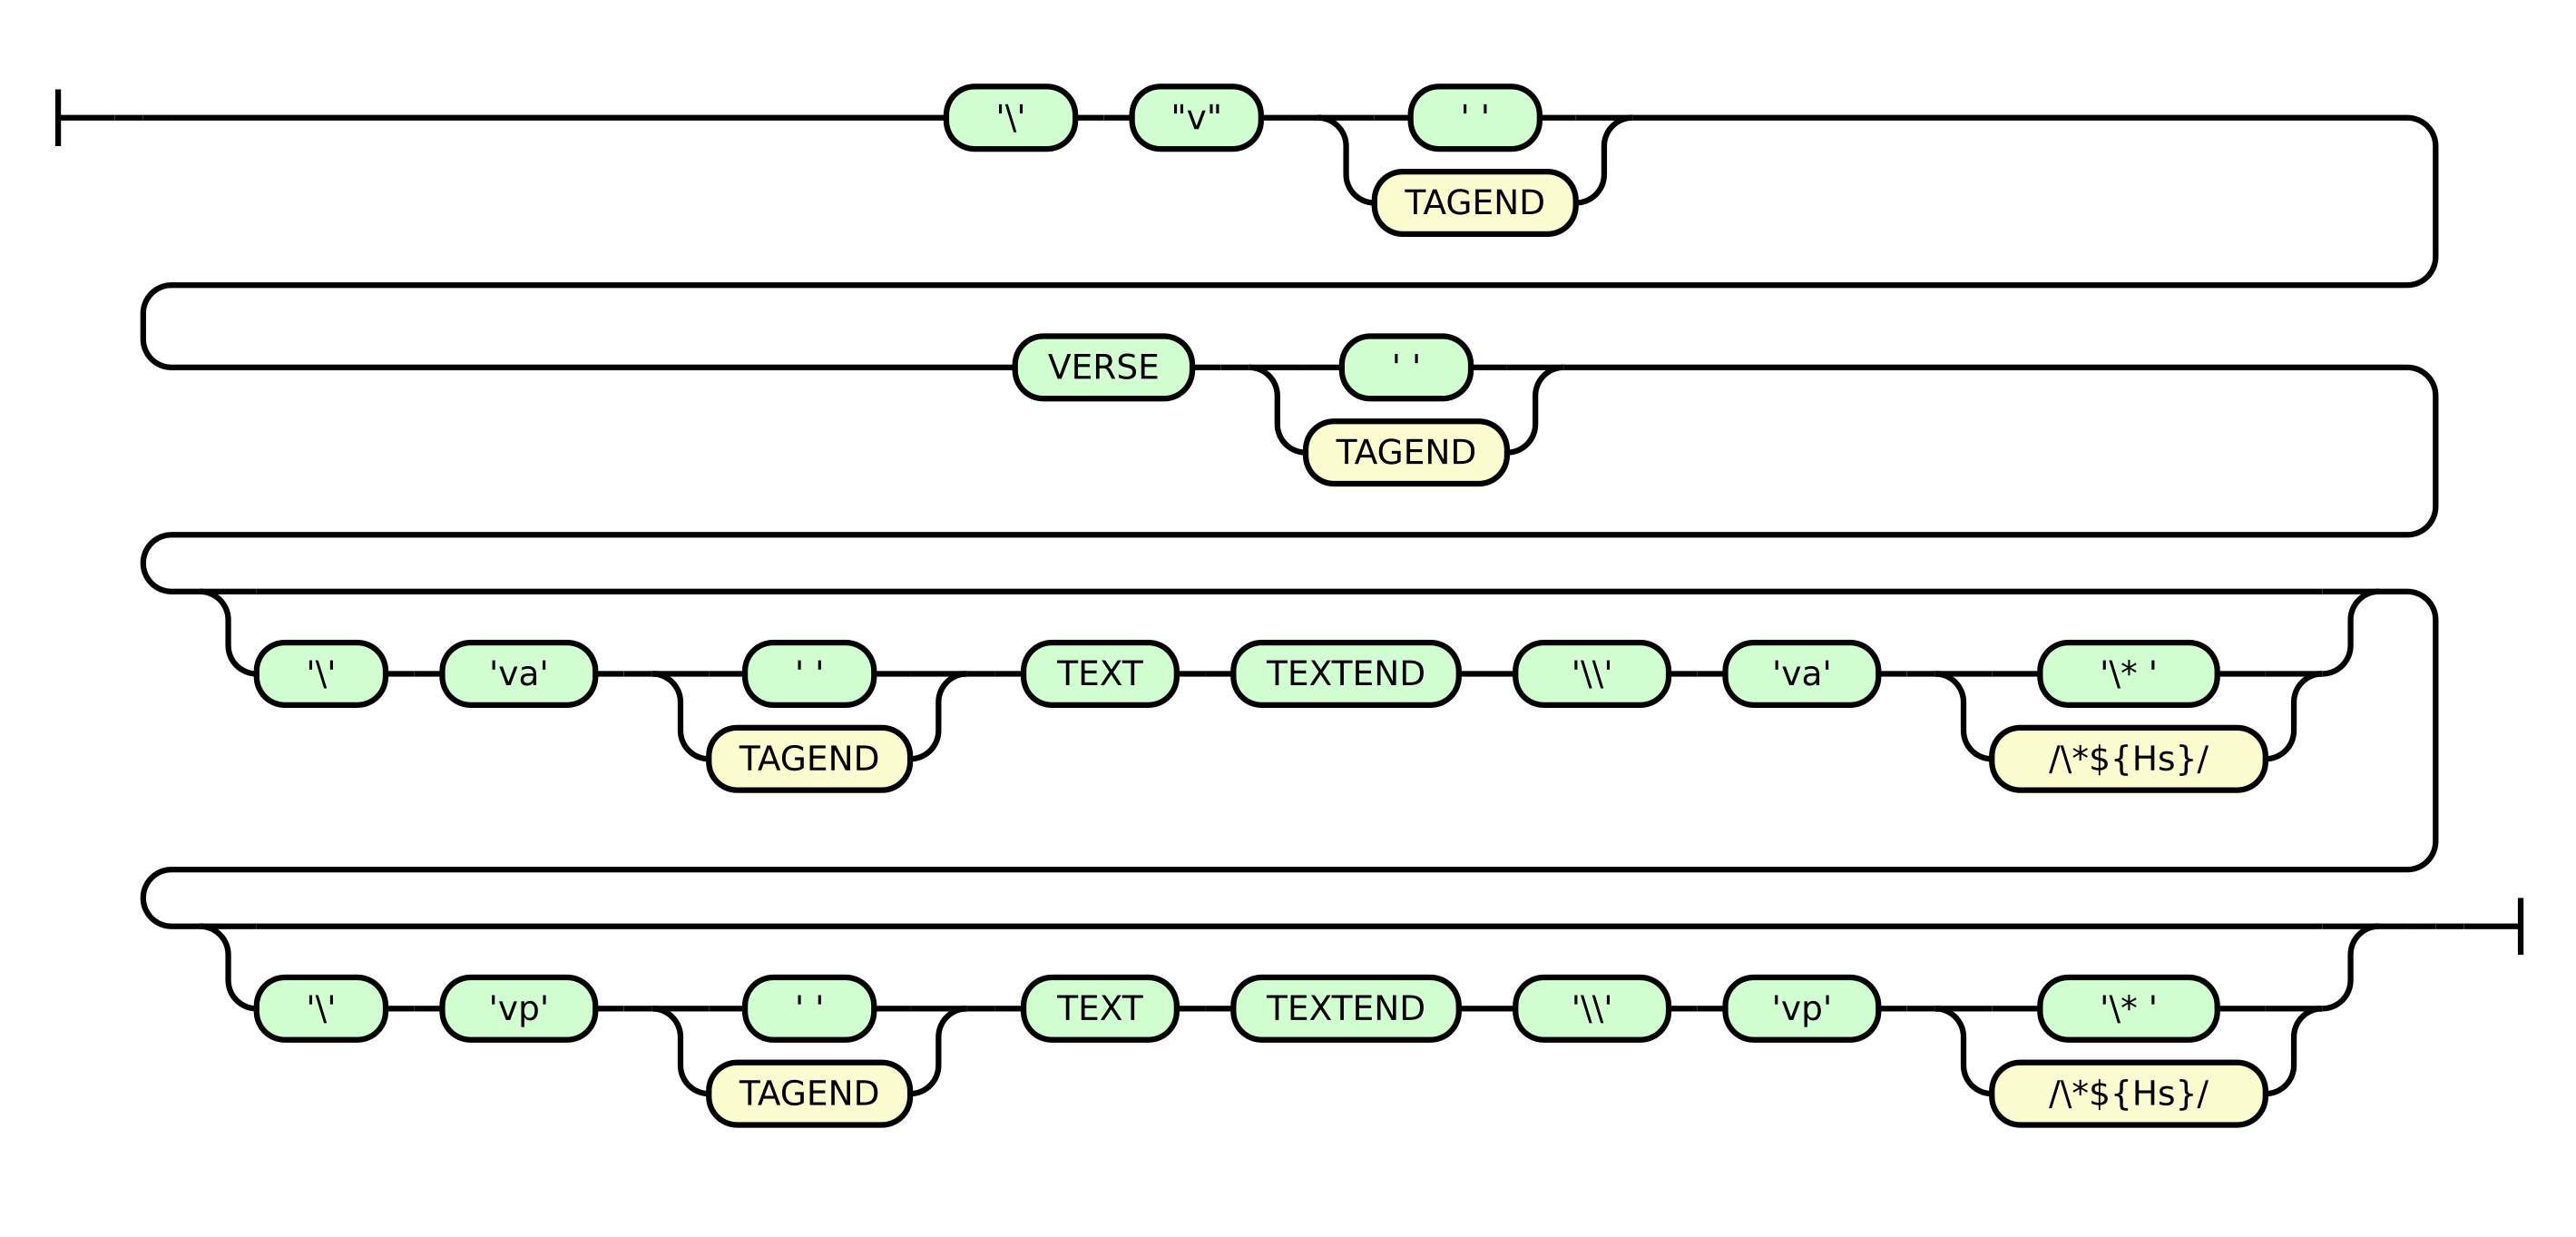 '\' "v" ' '
TAGEND
VERSE ' '
TAGEND
'\' 'va' ' ' TEXT TEXTEND '\\' 'va' '\* '
TAGEND /\*${Hs}/
'\' 'vp' ' ' TEXT TEXTEND '\\' 'vp' '\* '
TAGEND /\*${Hs}/